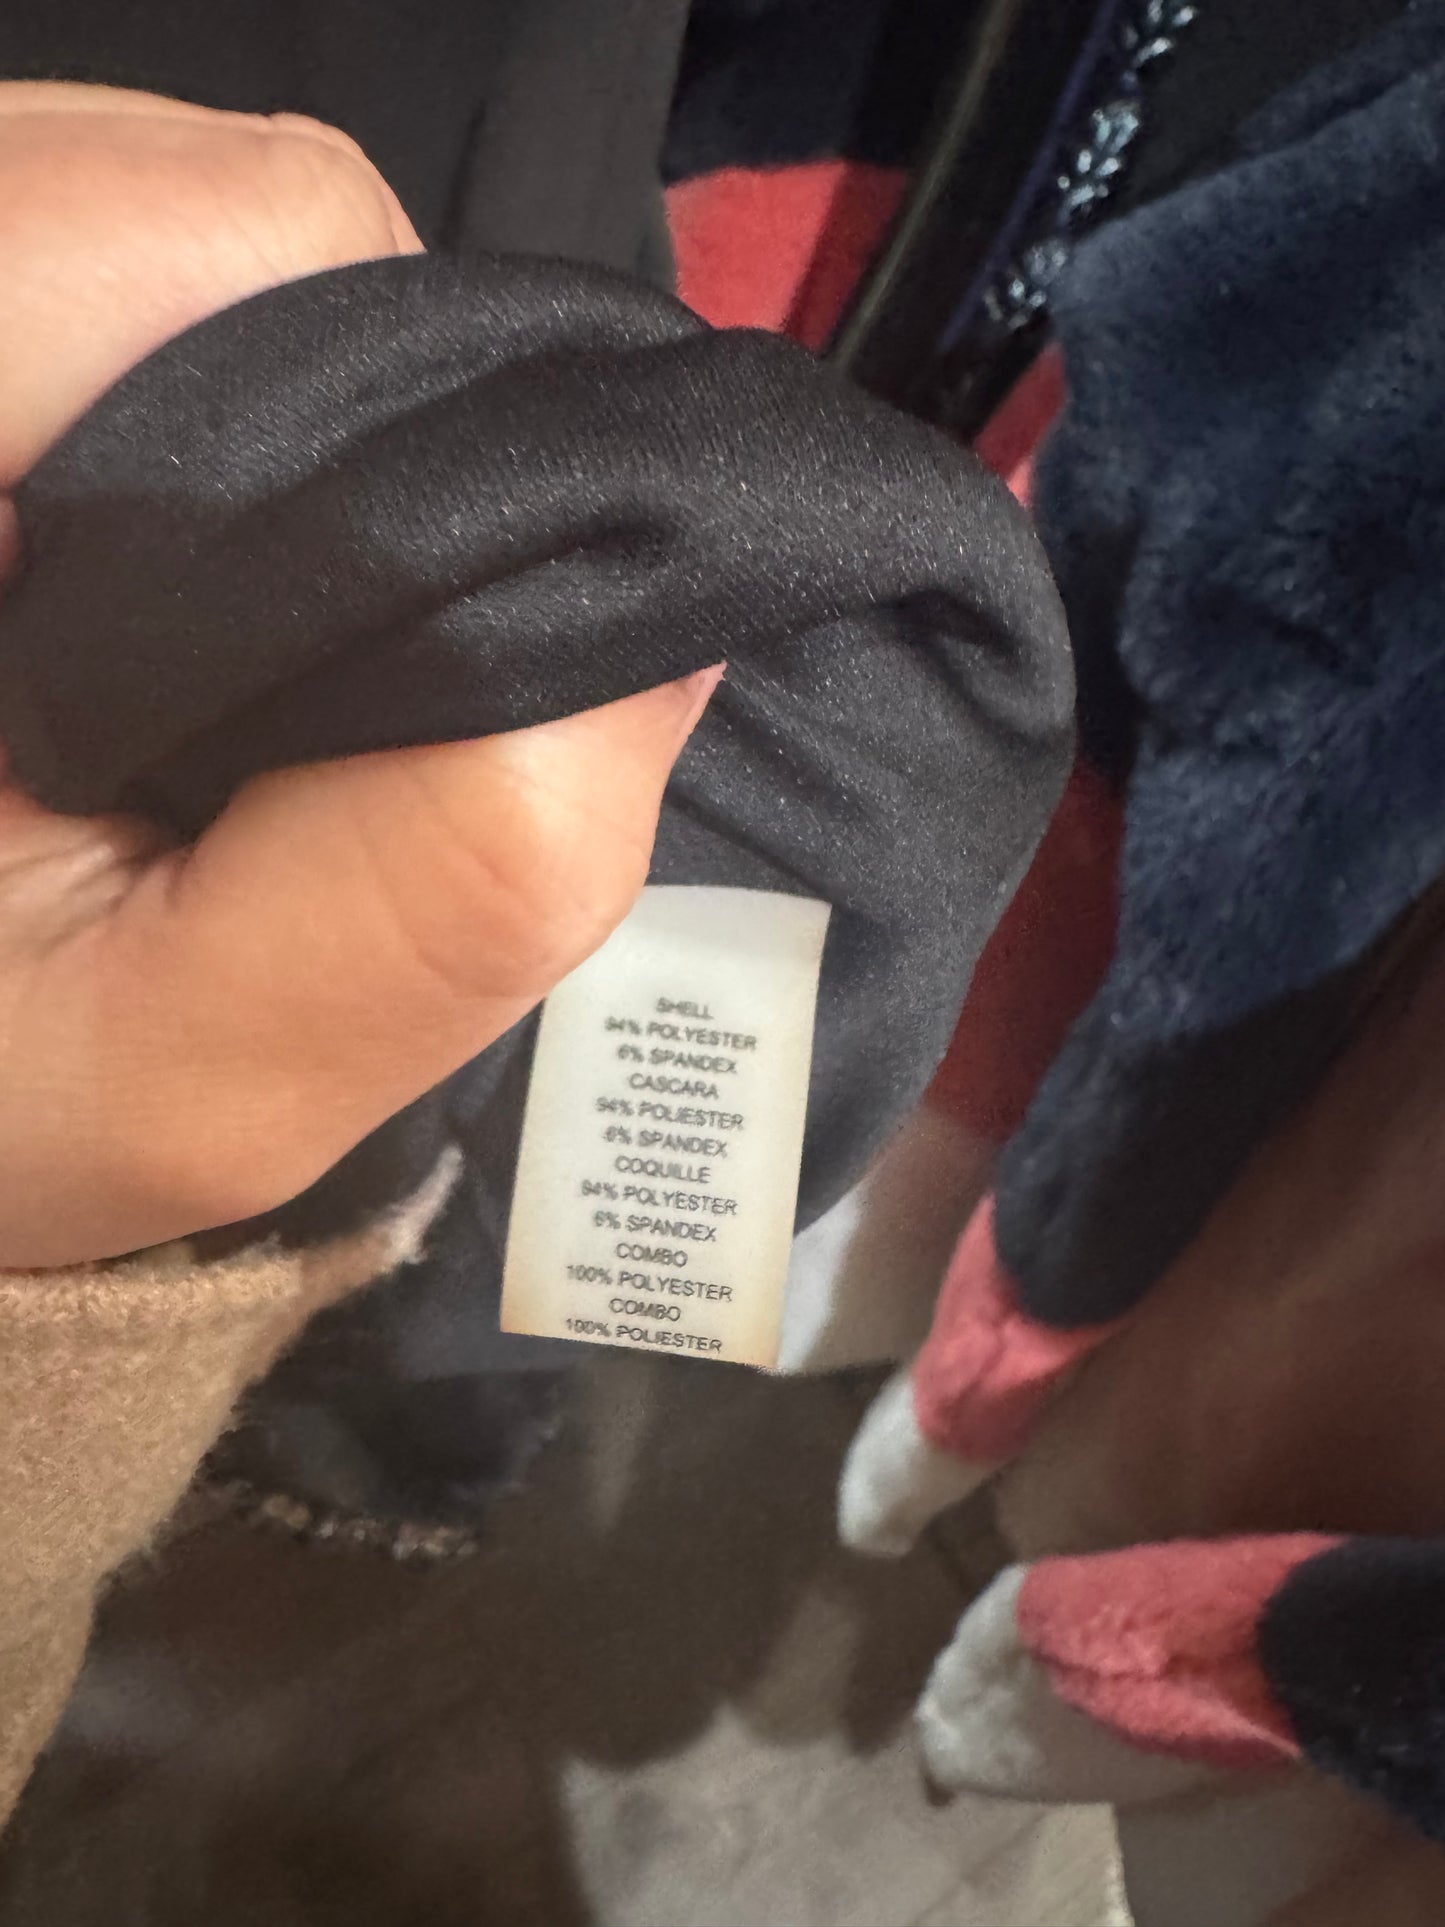 SHELL
94% POLYESTER
6% SPANDEX
CASCARA
94% POLIESTER
6% SPANDEX
COQUILLE
94% POLYESTER
6% SPANDEX
COMBO
100% POLYESTER
COMBO
100% POLIESTER